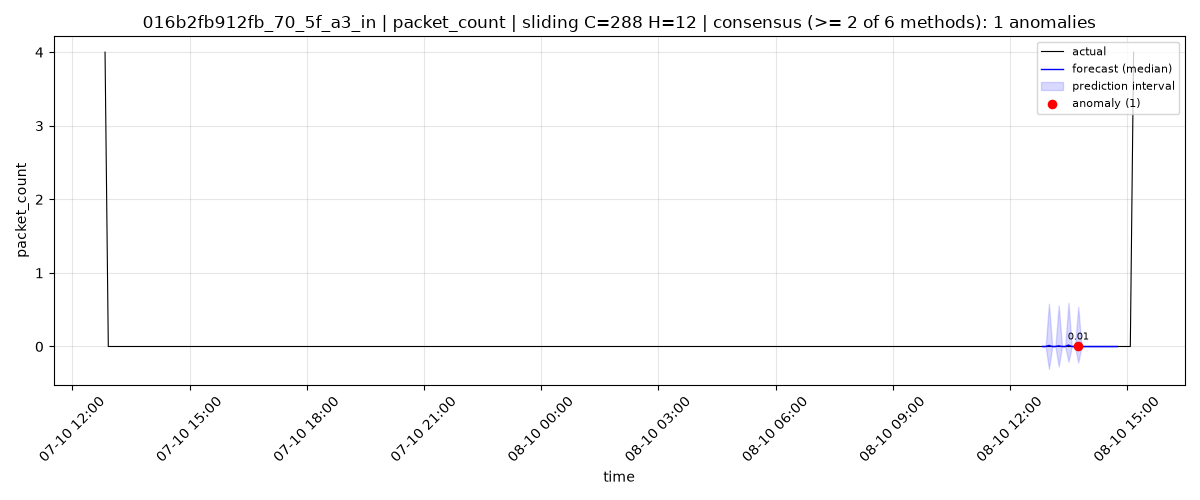 016b2fb912fb_70_5f_a3_in | packet_count | sliding C=288 H=12 | consensus (>= 2 of 6 methods): 1 anomalies
actual
forecast (median)
prediction interval
anomaly (1)
4
3
2
1
0
packet_count
0.01
07-10 12:00
07-10 15:00
07-10 18:00
07-10 21:00
08-10 00:00
08-10 03:00
08-10 06:00
08-10 09:00
08-10 12:00
08-10 15:00
time